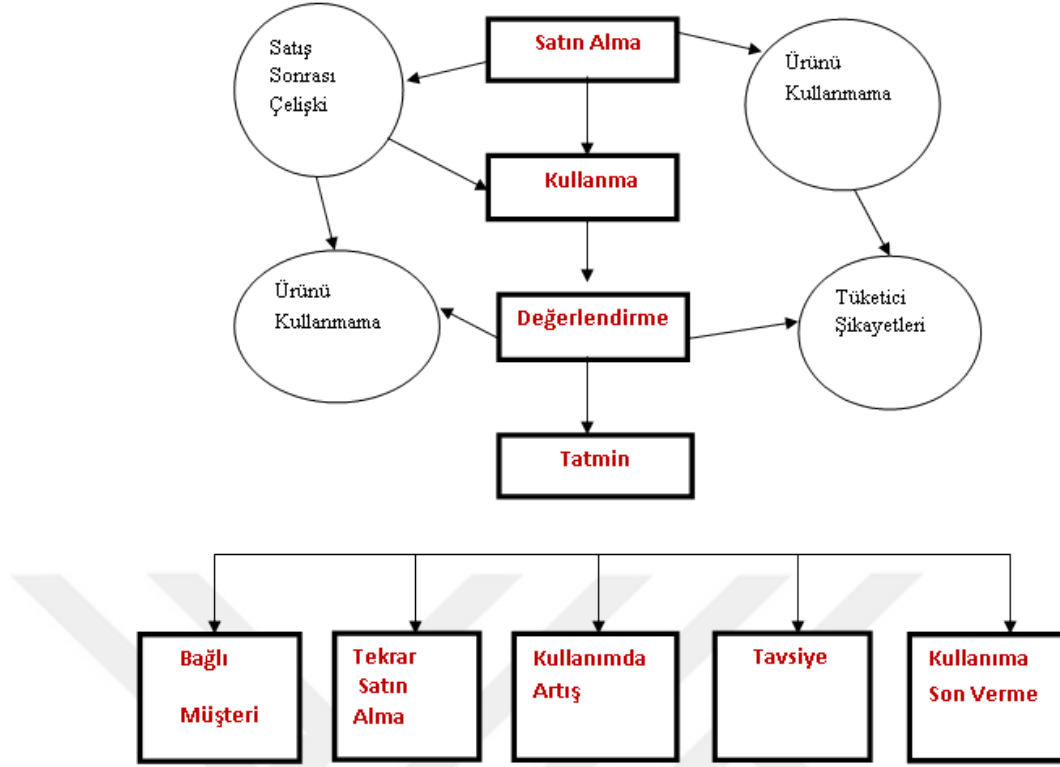 Satış
Sonrası
Çelişki
Satın Alma
Ürünü
Kullanmama
Kullanma
Ürünü
Kullanmama
Değerlendirme
Tüketici
Şikayetleri
Tatmin
Bağlı
Müşteri
Tekrar
Satın
Alma
Kullanımda
Artış
Tavsiye
Kullanıma
Son Verme